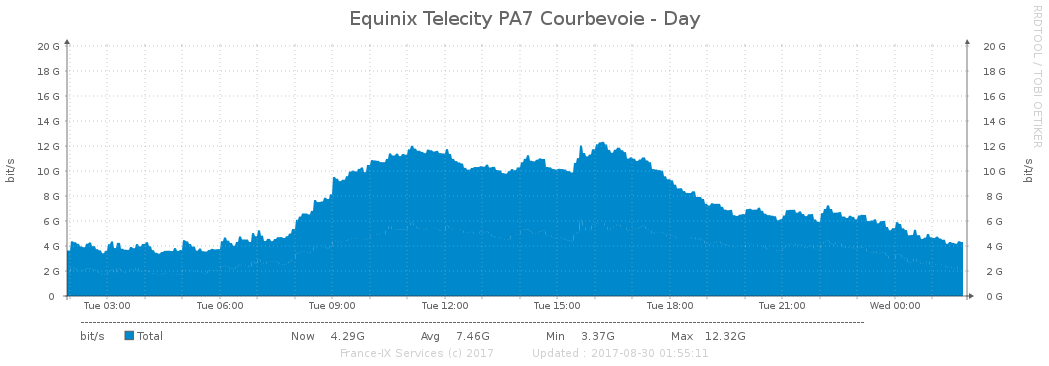 Equinix Telecity PA7 Courbevoie - Day
RRDTOOL / TOBI OETIKER
bit/s
20 G 20 G
18 G 18 G
16 G 16 G
14 G 14 G
12 G 12 G
10 G 10 G
8 G 8 G
6 G 6 G
4 G 4 G
2 G 2 G
0 0 G
bit/s
Tue 03:00 Tue 06:00 Tue 09:00 Tue 12:00 Tue 15:00 Tue 18:00 Tue 21:00 Wed 00:00
bit/s Total Now 4.29G Avg 7.46G Min 3.37G Max 12.32G
France-IX Services (c) 2017 Updated : 2017-08-30 01:55:11